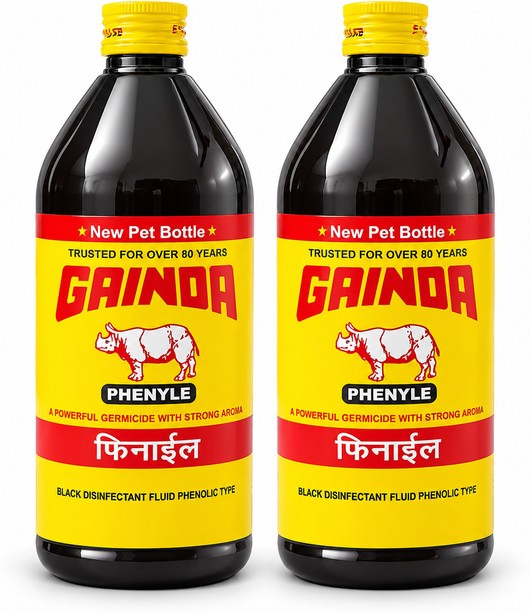 New Pet Bottle
TRUSTED FOR OVER 80 YEARS
GAINDA
PHENYLE
A POWERFUL GERMICIDE WITH STRONG AROMA
फिनाईल
BLACK DISINFECTANT FLUID PHENOLIC TYPE
New Pet Bottle
TRUSTED FOR OVER 80 YEARS
GAINDA
PHENYLE
A POWERFUL GERMICIDE WITH STRONG AROMA
फिनाईल
BLACK DISINFECTANT FLUID PHENOLIC TYPE